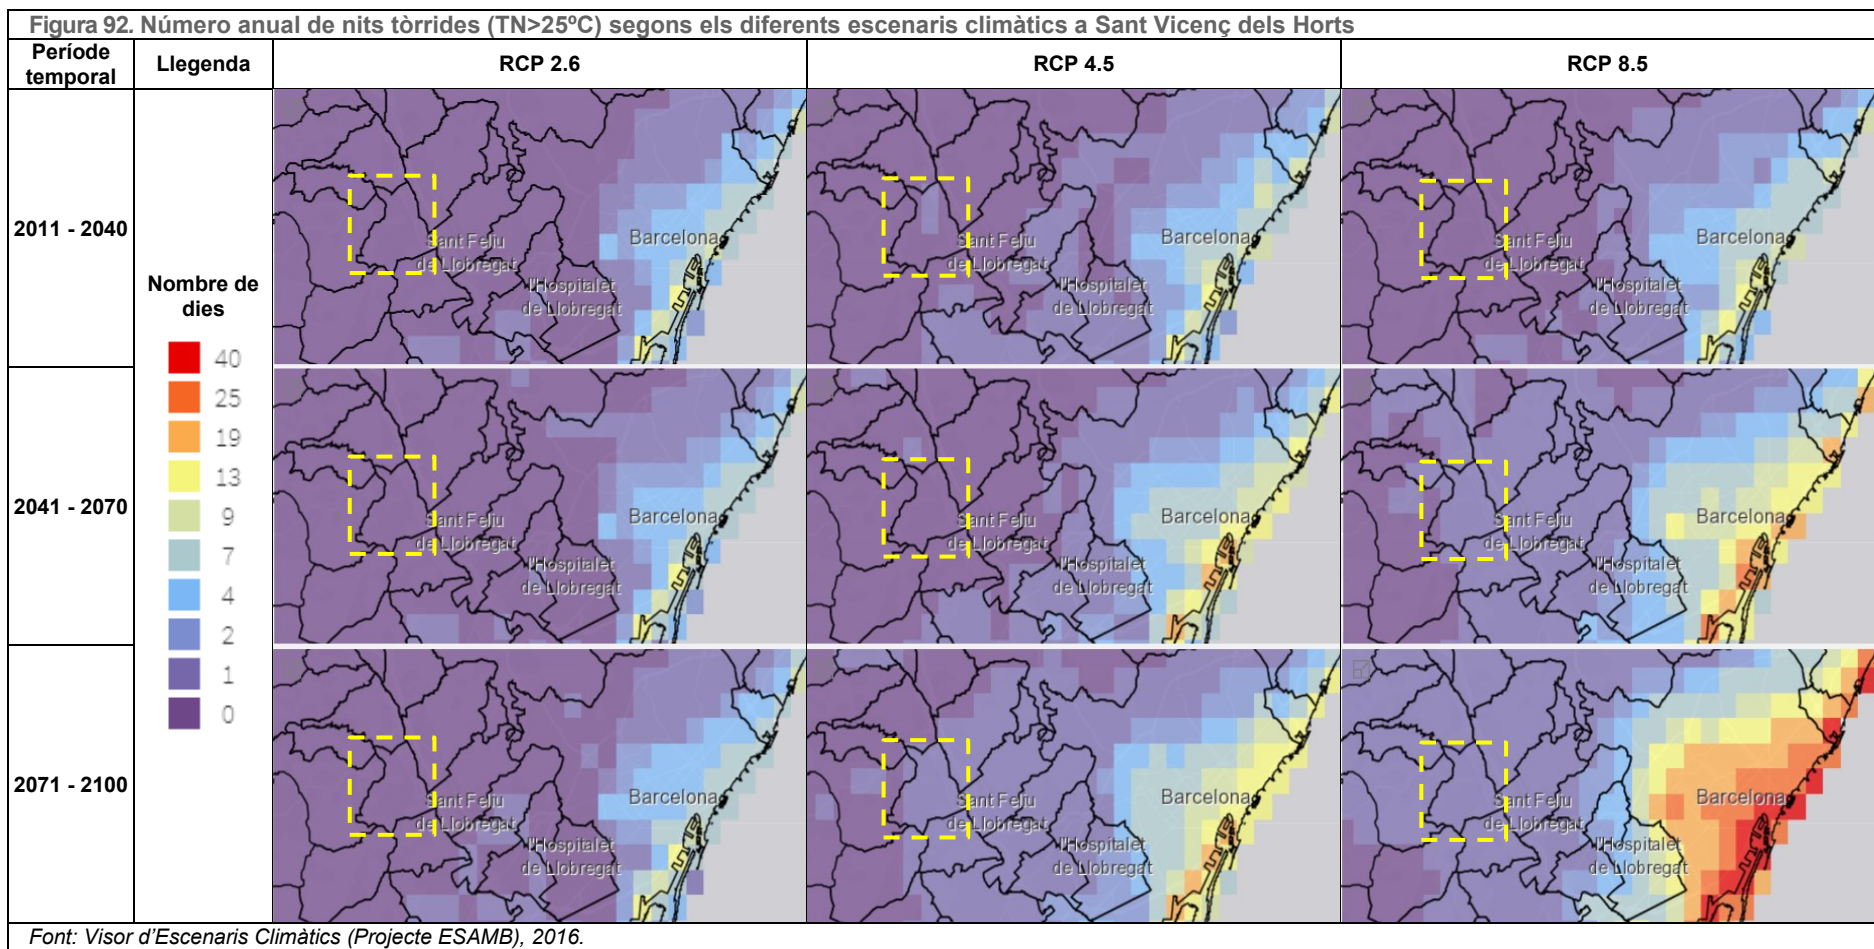 Figura 92. Número anual de nits tòrrides (TN>25ºC) segons els diferents escenaris climàtics a Sant Vicenç dels Horts
Període
temporal
Llegenda
RCP 2.6
RCP 4.5
RCP 8.5
2011 - 2040
Nombre de
dies
40
25
19
13
9
7
4
2
1
0
Sant Feliu
de Llobregat
Barcelona
l'Hospitalet
de Llobregat
Sant Feliu
de Llobregat
Barcelona
l'Hospitalet
de Llobregat
Sant Feliu
de Llobregat
Barcelona
l'Hospitalet
de Llobregat
2041 - 2070
Sant Feliu
de Llobregat
Barcelona
l'Hospitalet
de Llobregat
Sant Feliu
de Llobregat
Barcelona
l'Hospitalet
de Llobregat
Sant Feliu
de Llobregat
Barcelona
l'Hospitalet
de Llobregat
2071 - 2100
Sant Feliu
de Llobregat
Barcelona
l'Hospitalet
de Llobregat
Sant Feliu
de Llobregat
Barcelona
l'Hospitalet
de Llobregat
Sant Feliu
de Llobregat
Barcelona
l'Hospitalet
de Llobregat
Font: Visor d'Escenaris Climàtics (Projecte ESAMB), 2016.